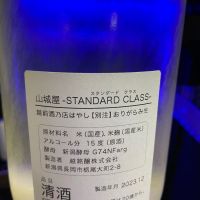 スタンダード クラス
山城屋 -STANDARD CLASS-
越前酒乃店はやし【別注】おりがらみ生
原材料 米(国産)、米麹(国産米)
アルコール分 15度(原酒)
酵母 新潟酵母 G74NFarg
製造者 越銘醸株式会社
新潟県長岡市栃尾大町2-8
品目
清酒
製造年月 2023.12